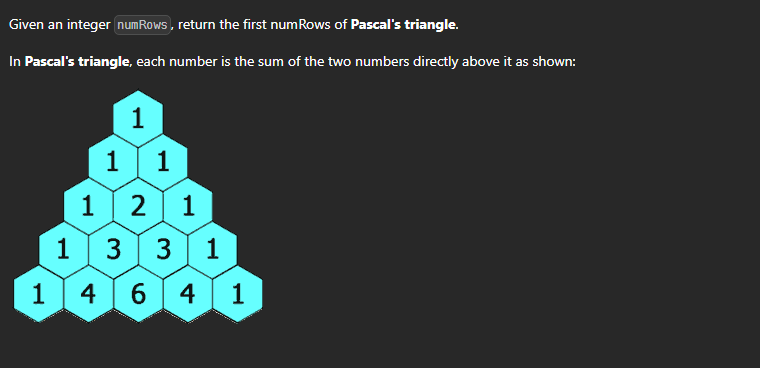 Given an integer numRows, return the first numRows of Pascal's triangle.
In Pascal's triangle, each number is the sum of the two numbers directly above it as shown:
1
1 1
1 2 1
1 3 3 1
1 4 6 4 1